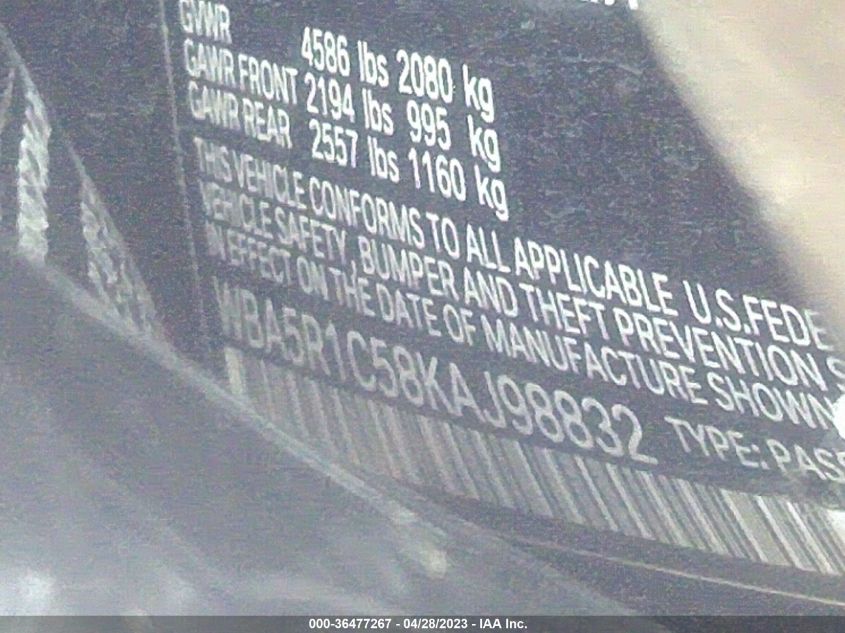 GVWR 4586 lbs 2080 kg
GAWR FRONT 2194 lbs 995 kg
GAWR REAR 2557 lbs 1160 kg
THIS VEHICLE CONFORMS TO ALL APPLICABLE U.S.FEDE
VEHICLE SAFETY, BUMPER AND THEFT PREVENTION S
IN EFFECT ON THE DATE OF MANUFACTURE SHOWN
WBA5R1C58KAJ98832 TYPE: PASS
000-36477267 - 04/28/2023 - IAA Inc.